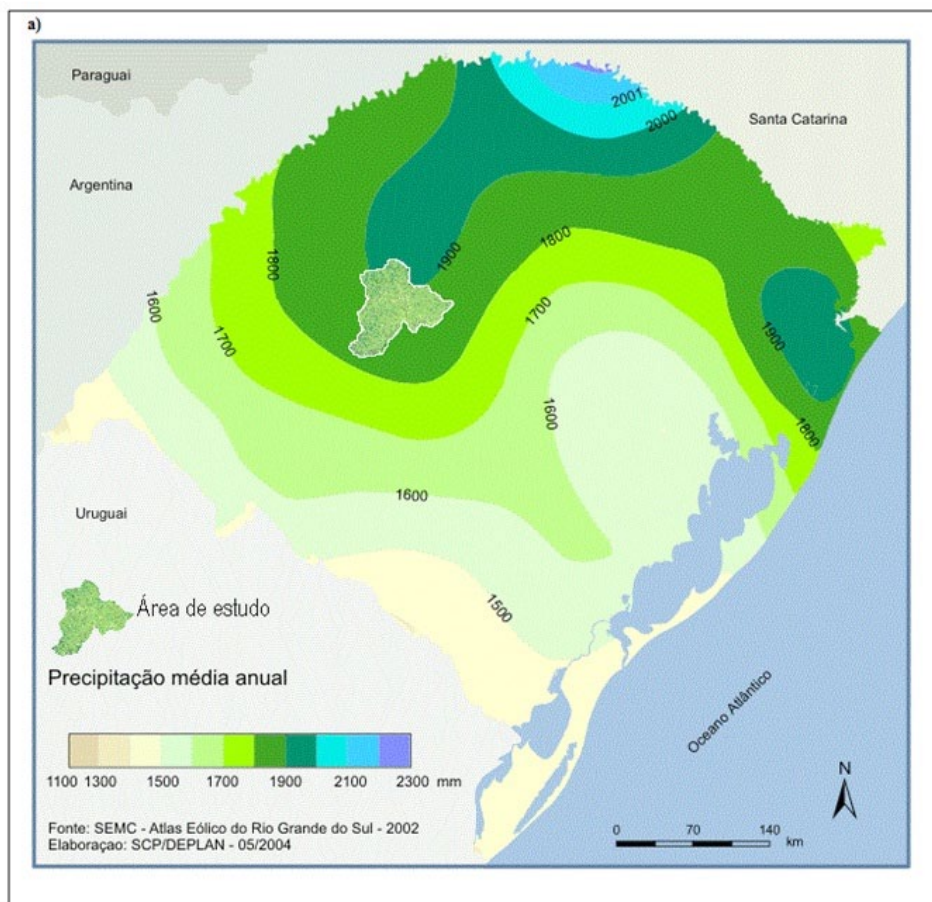 a)
Paraguai
2001
2000
Santa Catarina
Argentina
1800
1900
1800
1600
1700
1700
1900
1600
1800
1600
Uruguai
1500
Área de estudo
Precipitação média anual
Oceano Atlântico
N
1100 1300 1500 1700 1900 2100 2300 mm
Fonte: SEMC - Atlas Eólico do Rio Grande do Sul - 2002
Elaboraçao: SCP/DEPLAN - 05/2004
0 70 140
km